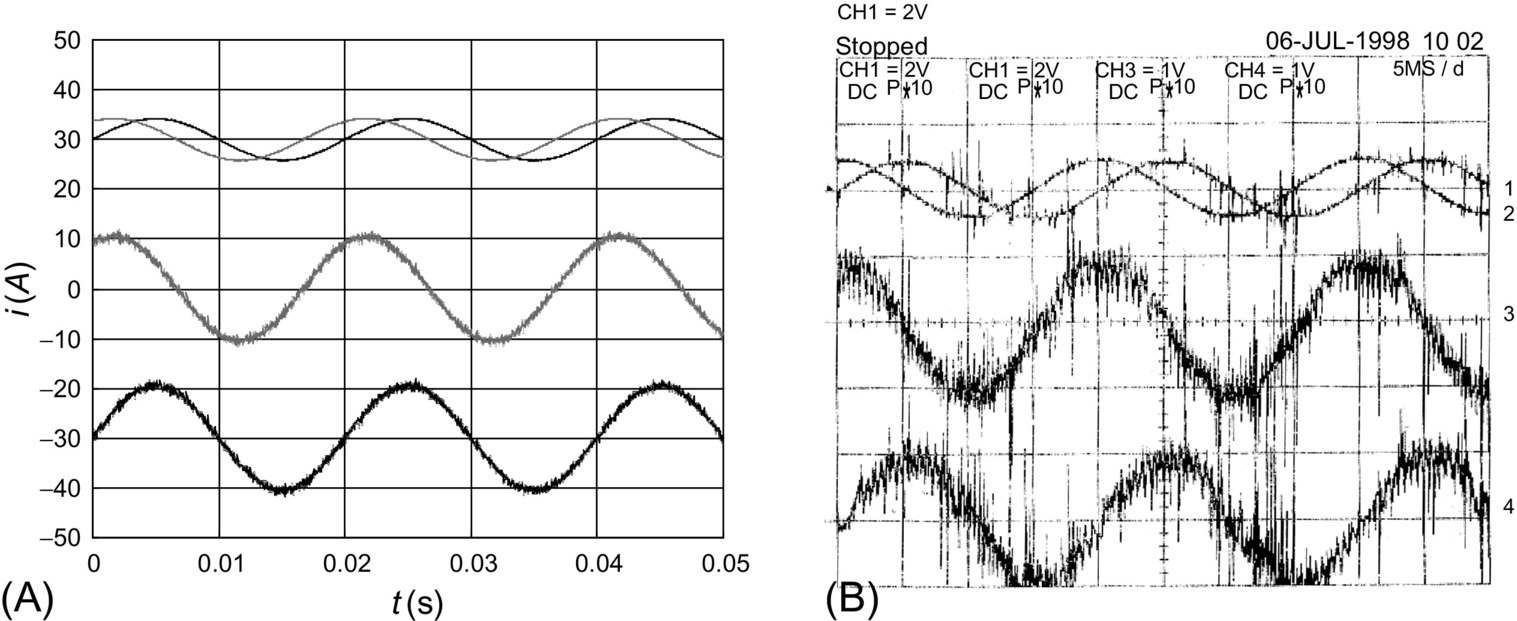 50
40
30
20
10
0
–10
–20
–30
–40
–50
i(A)
0
0.01
0.02
0.03
0.04
0.05
t(s)
(A)
CH1 = 2V
Stopped
06-JUL-1998 10 02
CH1 = 2V CH1 = 2V CH3 = 1V CH4 = 1V 5MS / d
DC P*10 DC P*10 DC P*10 DC P*10
1
2
3
4
(B)